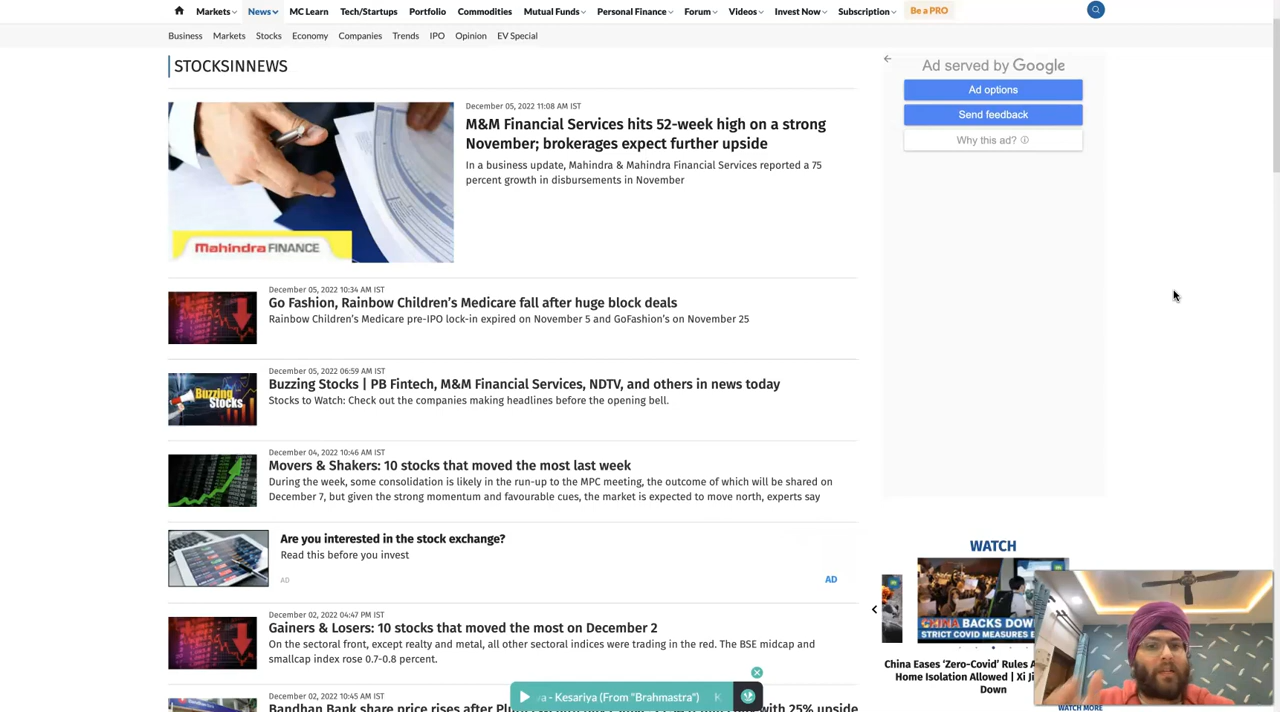 Markets News MC Learn Tech/Startups Portfolio Commodities Mutual Funds Personal Finance Forum Videos Invest Now Subscription Be a PRO
Business Markets Stocks Economy Companies Trends IPO Opinion EV Special
STOCKSINNEWS
December 05, 2022 11:08 AM IST
M&M Financial Services hits 52-week high on a strong
November; brokerages expect further upside
In a business update, Mahindra & Mahindra Financial Services reported a 75
percent growth in disbursements in November
Mahindra FINANCE
December 05, 2022 10:34 AM IST
Go Fashion, Rainbow Children's Medicare fall after huge block deals
Rainbow Children's Medicare pre-IPO lock-in expired on November 5 and GoFashion's on November 25
December 05, 2022 06:59 AM IST
Buzzing Stocks | PB Fintech, M&M Financial Services, NDTV, and others in news today
Stocks to Watch: Check out the companies making headlines before the opening bell.
Buzzing
Stocks
December 04, 2022 10:46 AM IST
Movers & Shakers: 10 stocks that moved the most last week
During the week, some consolidation is likely in the run-up to the MPC meeting, the outcome of which will be shared on
December 7, but given the strong momentum and favourable cues, the market is expected to move north, experts say
Are you interested in the stock exchange?
Read this before you invest
AD
AD
December 02, 2022 04:47 PM IST
Gainers & Losers: 10 stocks that moved the most on December 2
On the sectoral front, except realty and metal, all other sectoral indices were trading in the red. The BSE midcap and
smallcap index rose 0.7-0.8 percent.
December 02, 2022 10:45 AM IST
Bandhan Bank share price rises after
with 25% upside
- Kesariya (From "Brahmastra") K
Ad served by Google
Ad options
Send feedback
Why this ad?
WATCH
CHINA BACKS DOW
STRICT COVID MEASURES
China Eases 'Zero-Covid' Rules
Home Isolation Allowed | Xi Ji
Down
WATCH MORE